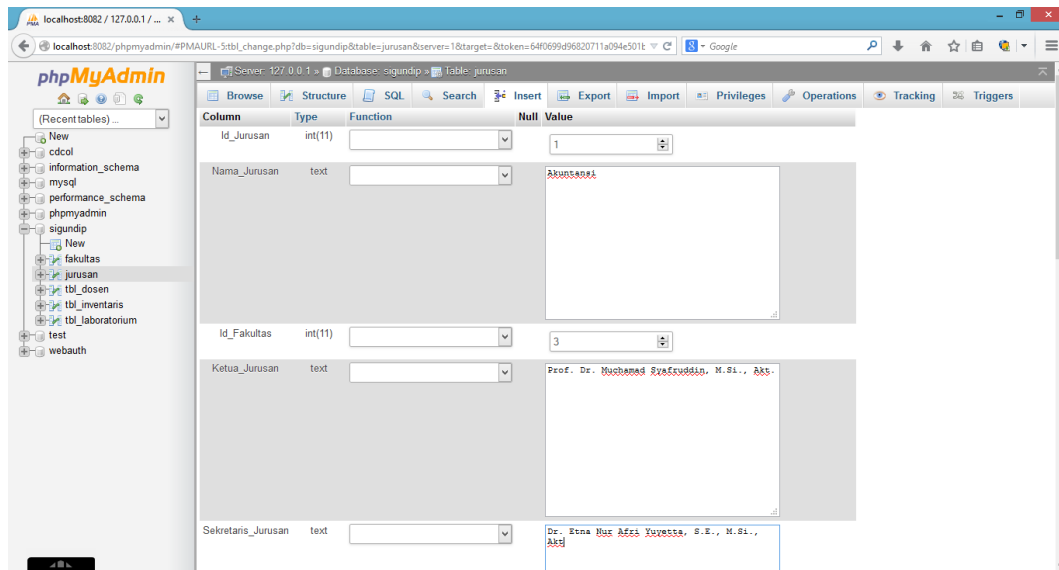 localhost:8082 / 127.0.0.1 / ...
localhost:8082/phpmyadmin/#PMAURL-5:tbl_change.php?db=sigundip&table=jurusan&server=1&target=&token=64f0699d96820711a094e501b
Google
phpMyAdmin
(Recent tables) ...
New
cdcol
information_schema
mysql
performance_schema
phpmyadmin
sigundip
New
fakultas
jurusan
tbl_dosen
tbl_inventaris
tbl_laboratorium
test
webauth
Server: 127.0.0.1 » Database: sigundip » Table: jurusan
Browse Structure SQL Search Insert Export Import Privileges Operations Tracking Triggers
Column Type Function Null Value
Id_Jurusan int(11) 1
Nama_Jurusan text Akuntansi
Id_Fakultas int(11) 3
Ketua_Jurusan text Prof. Dr. Muchamad Syafruddin, M.Si., Akt.
Sekretaris_Jurusan text Dr. Etna Nur Afri Yuyetta, S.E., M.Si.,
Akt